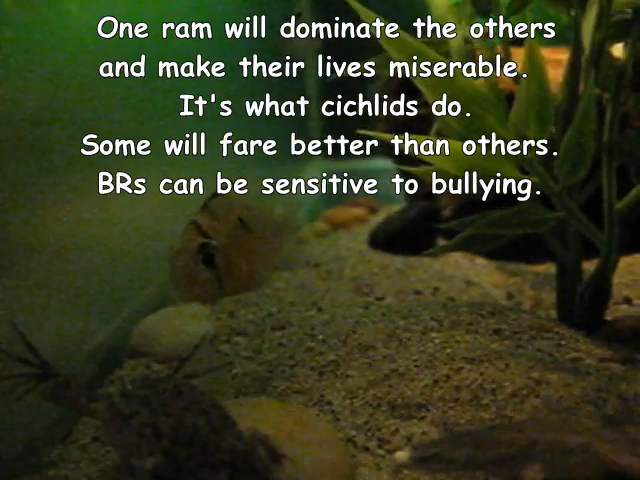 One ram will dominate the others
and make their lives miserable.
It's what cichlids do.
Some will fare better than others.
BRs can be sensitive to bullying.